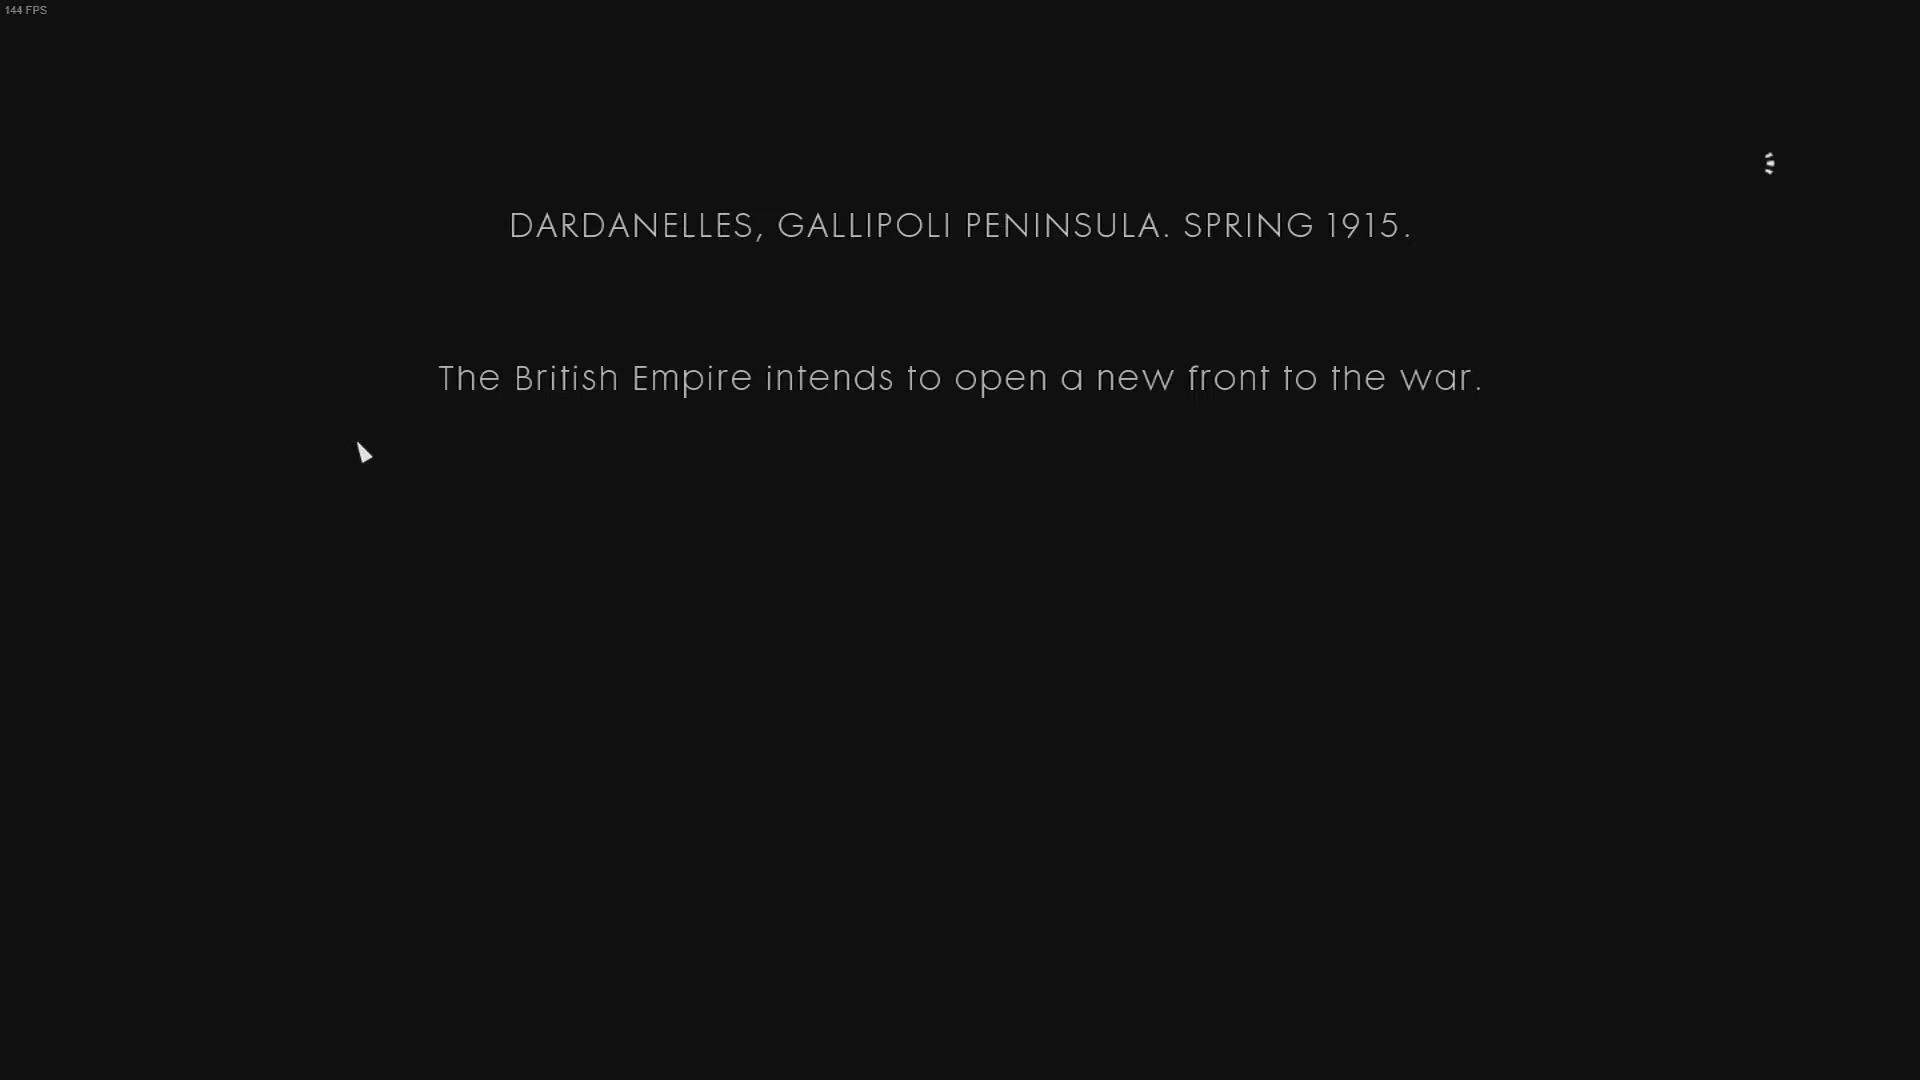 144 FPS
DARDANELLES, GALLIPOLI PENINSULA. SPRING 1915.
The British Empire intends to open a new front to the war.